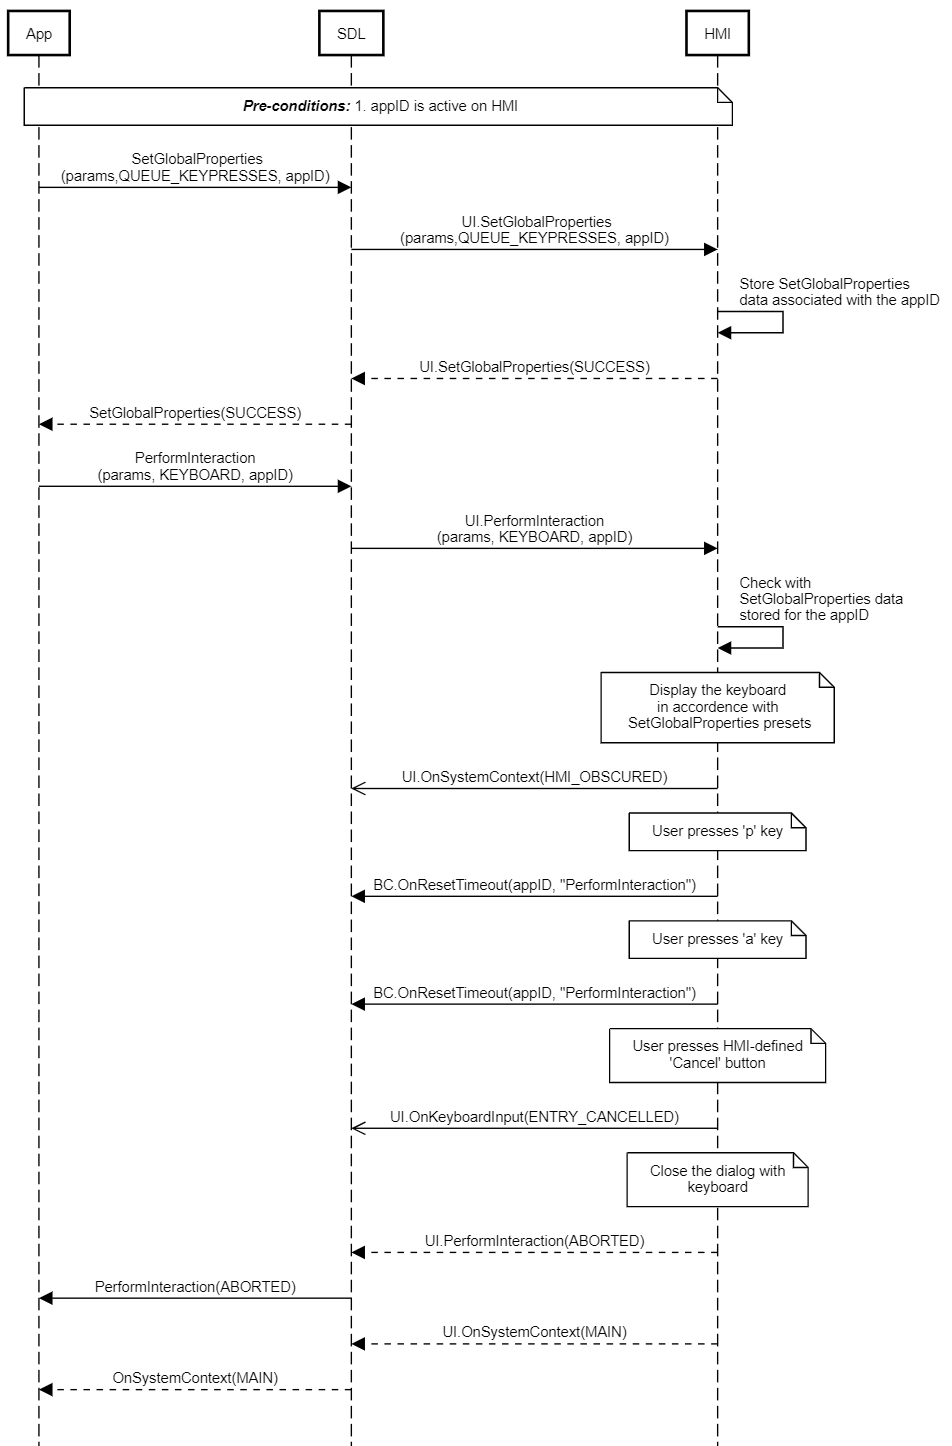 App
SDL
HMI
Pre-conditions: 1. appID is active on HMI
SetGlobalProperties
(params,QUEUE_KEYPRESSES, appID)
UI.SetGlobalProperties
(params,QUEUE_KEYPRESSES, appID)
Store SetGlobalProperties
data associated with the appID
UI.SetGlobalProperties(SUCCESS)
SetGlobalProperties(SUCCESS)
PerformInteraction
(params, KEYBOARD, appID)
UI.PerformInteraction
(params, KEYBOARD, appID)
Check with
SetGlobalProperties data
stored for the appID
Display the keyboard
in accordence with
SetGlobalProperties presets
UI.OnSystemContext(HMI_OBSCURED)
User presses 'p' key
BC.OnResetTimeout(appID, "PerformInteraction")
User presses 'a' key
BC.OnResetTimeout(appID, "PerformInteraction")
User presses HMI-defined
'Cancel' button
UI.OnKeyboardInput(ENTRY_CANCELLED)
Close the dialog with
keyboard
UI.PerformInteraction(ABORTED)
PerformInteraction(ABORTED)
UI.OnSystemContext(MAIN)
OnSystemContext(MAIN)